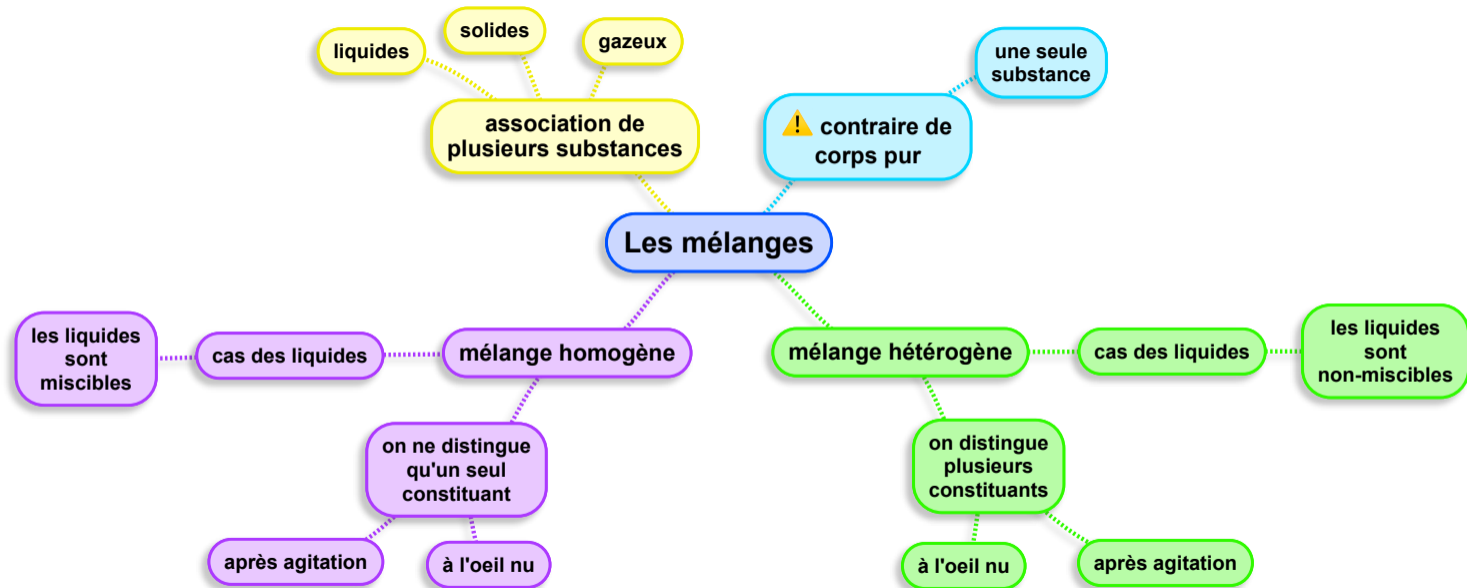 liquides
solides
gazeux
association de
plusieurs substances
une seule
substance
contraire de
corps pur
Les mélanges
les liquides
sont
miscibles
cas des liquides
mélange homogène
on ne distingue
qu'un seul
constituant
après agitation
à l'oeil nu
mélange hétérogène
cas des liquides
les liquides
sont
non-miscibles
on distingue
plusieurs
constituants
à l'oeil nu
après agitation